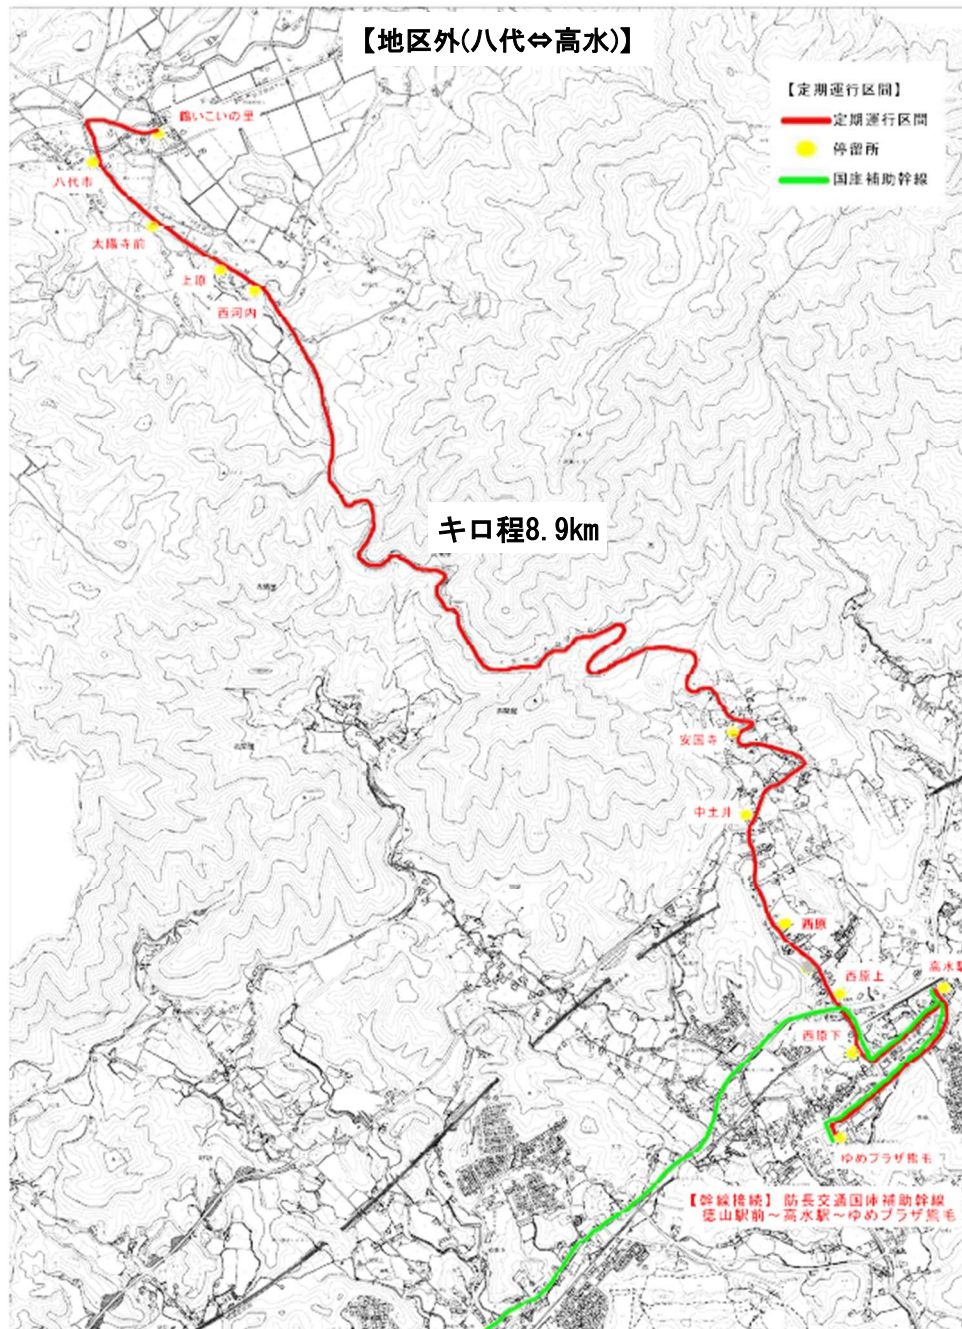 【地区外(八代⇔高水)】
【定期運行区間】
定期運行区間
停留所
国庫補助幹線
鶴いこいの里
八代市
太陽寺前
上原
西河内
キロ程8.9km
安国寺
中土井
西原
西原上
高水駅
西原下
ゆめプラザ熊毛
【幹線接続】 防長交通国庫補助幹線
徳山駅前～高水駅～ゆめプラザ熊毛